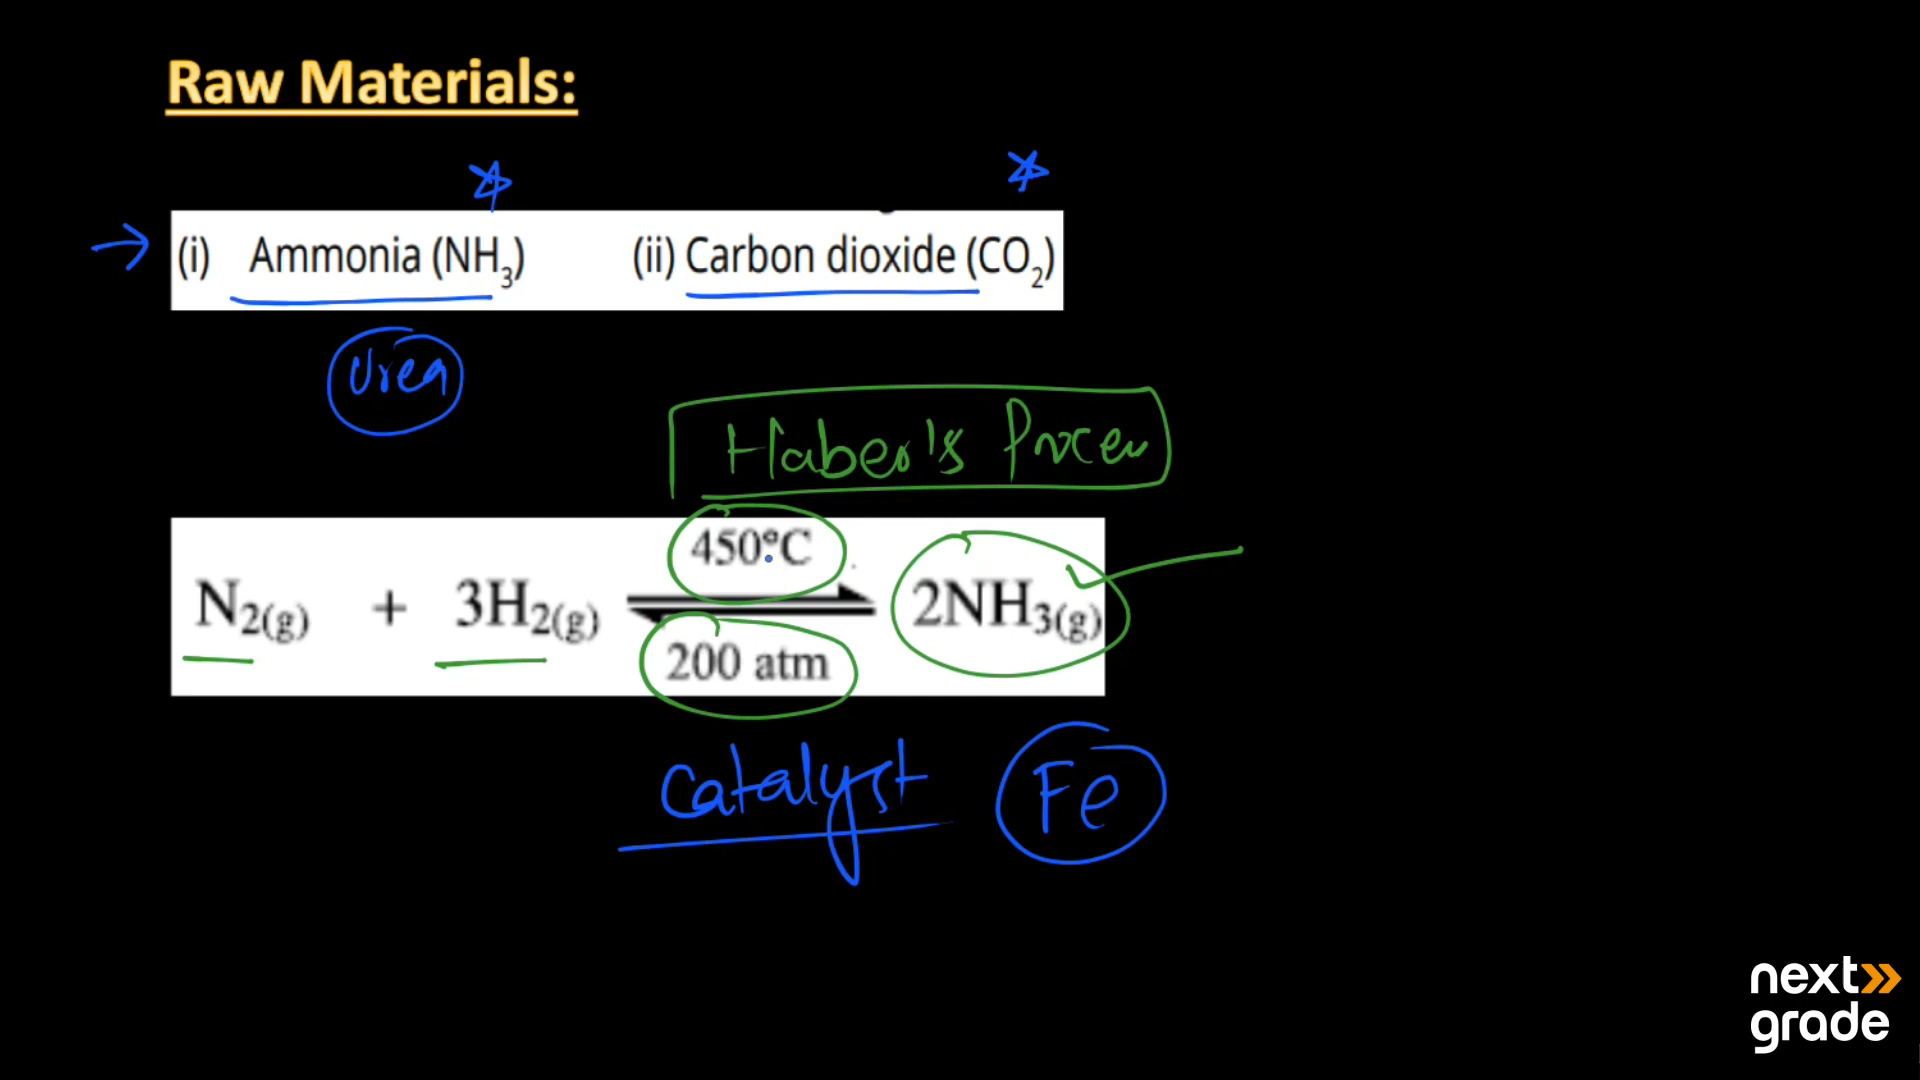 Raw Materials:
(i) Ammonia (NH₃) (ii) Carbon dioxide (CO₂)
Urea
Haber's Process
450°C
N₂(g) + 3H₂(g) ⇌ 2NH₃(g)
200 atm
Catalyst Fe
next
grade